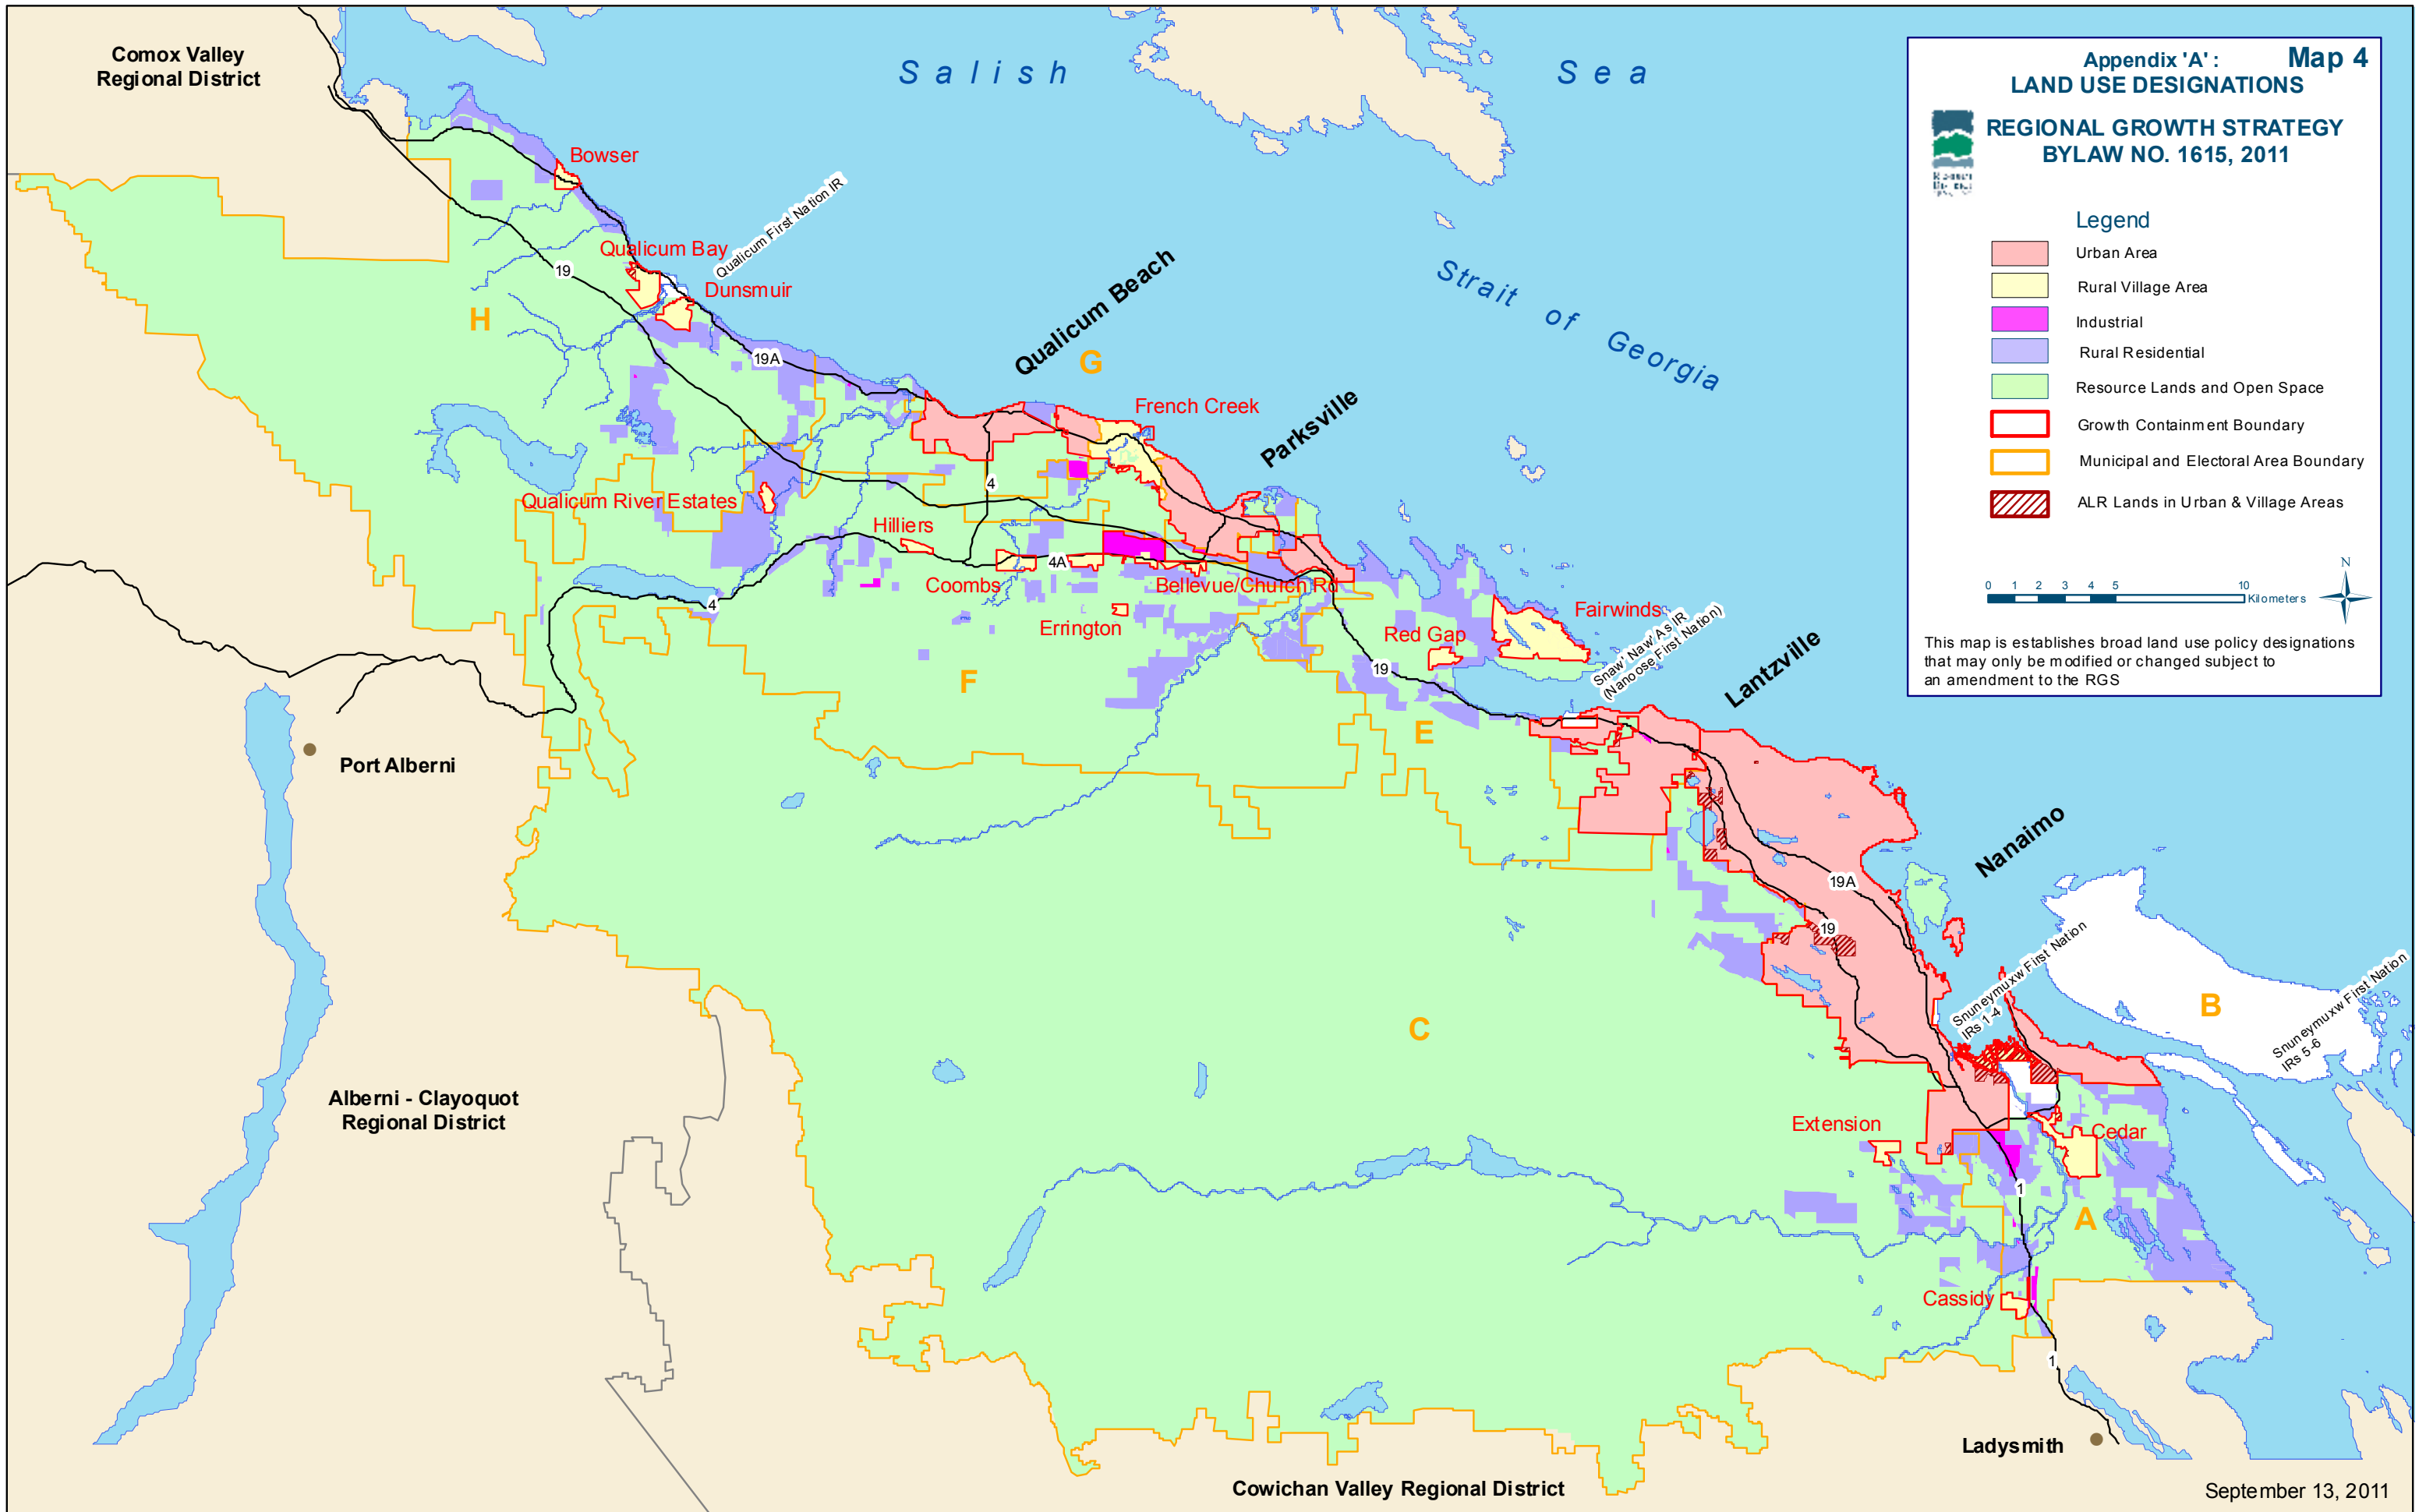 Comox Valley
Regional District
Salish Sea
Appendix 'A' :
Map 4
LAND USE DESIGNATIONS
REGIONAL GROWTH STRATEGY
BYLAW NO. 1615, 2011
Legend
Urban Area
Rural Village Area
Industrial
Rural Residential
Resource Lands and Open Space
Growth Containment Boundary
Municipal and Electoral Area Boundary
ALR Lands in Urban & Village Areas
N
0 1 2 3 4 5 10
Kilometers
This map is establishes broad land use policy designations
that may only be modified or changed subject to
an amendment to the RGS
Bowser
Qualicum First Nation IR
Qualicum Bay
19
Dunsmuir
H
19A
Qualicum Beach
G
Strait of Georgia
French Creek
Parksville
4
Qualicum River Estates
Hilliers
4A
Coombs
Bellevue/Church Rd
4
Errington
Fairwinds
Red Gap
Snaw' Naw' As IR
(Nanoose First Nation)
19
Lantzville
F
E
Port Alberni
Nanaimo
19A
19
Snuneymuxw First Nation
IRs 1-4
B
Snuneymuxw First Nation
IRs 5-6
C
Alberni - Clayoquot
Regional District
Extension
Cedar
1
A
Cassidy
1
Ladysmith
Cowichan Valley Regional District
September 13, 2011